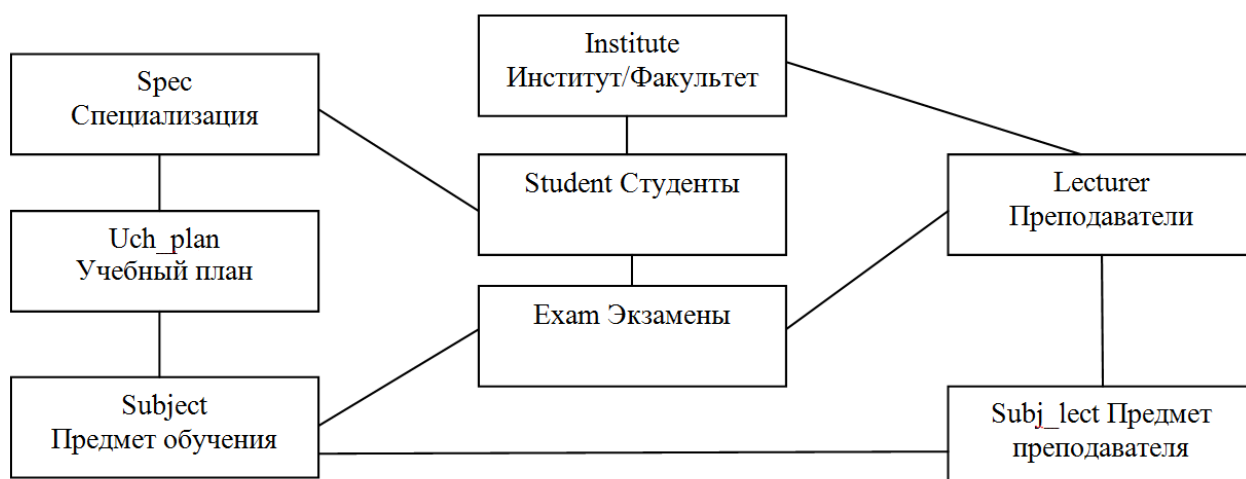 Institute
Институт/Факультет
Spec
Специализация
Student Студенты
Lecturer
Преподаватели
Uch_plan
Учебный план
Exam Экзамены
Subject
Предмет обучения
Subj_lect Предмет
преподавателя